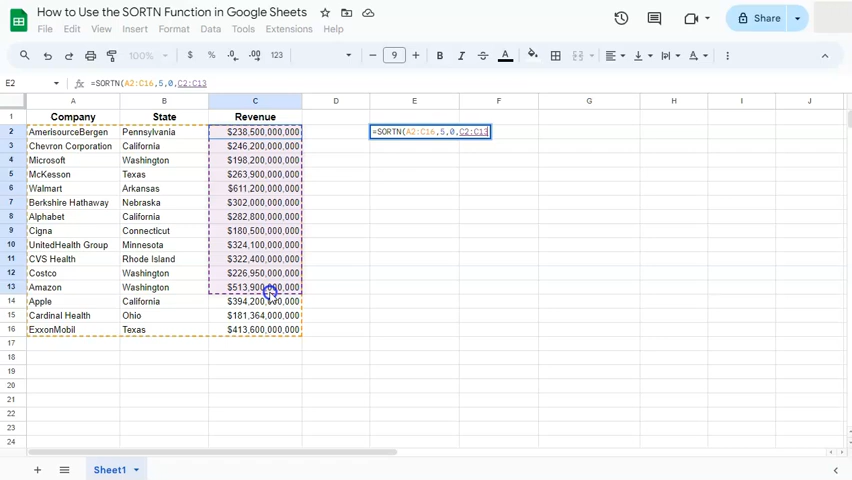 How to Use the SORTN Function in Google Sheets
Share
File Edit View Insert Format Data Tools Extensions Help
100% $ % .0 .00 123 9 B I A
E2 =SORTN(A2:C16,5,0,C2:C13
A B C D E F G H I J
1 Company State Revenue
2 AmerisourceBergen Pennsylvania $238,500,000,000 =SORTN(A2:C16,5,0,C2:C13
3 Chevron Corporation California $246,200,000,000
4 Microsoft Washington $198,200,000,000
5 McKesson Texas $263,900,000,000
6 Walmart Arkansas $611,200,000,000
7 Berkshire Hathaway Nebraska $302,000,000,000
8 Alphabet California $282,800,000,000
9 Cigna Connecticut $180,500,000,000
10 UnitedHealth Group Minnesota $324,100,000,000
11 CVS Health Rhode Island $322,400,000,000
12 Costco Washington $226,950,000,000
13 Amazon Washington $513,900,000,000
14 Apple California $394,200,000,000
15 Cardinal Health Ohio $181,364,000,000
16 ExxonMobil Texas $413,600,000,000
17
18
19
20
21
22
23
24
Sheet1